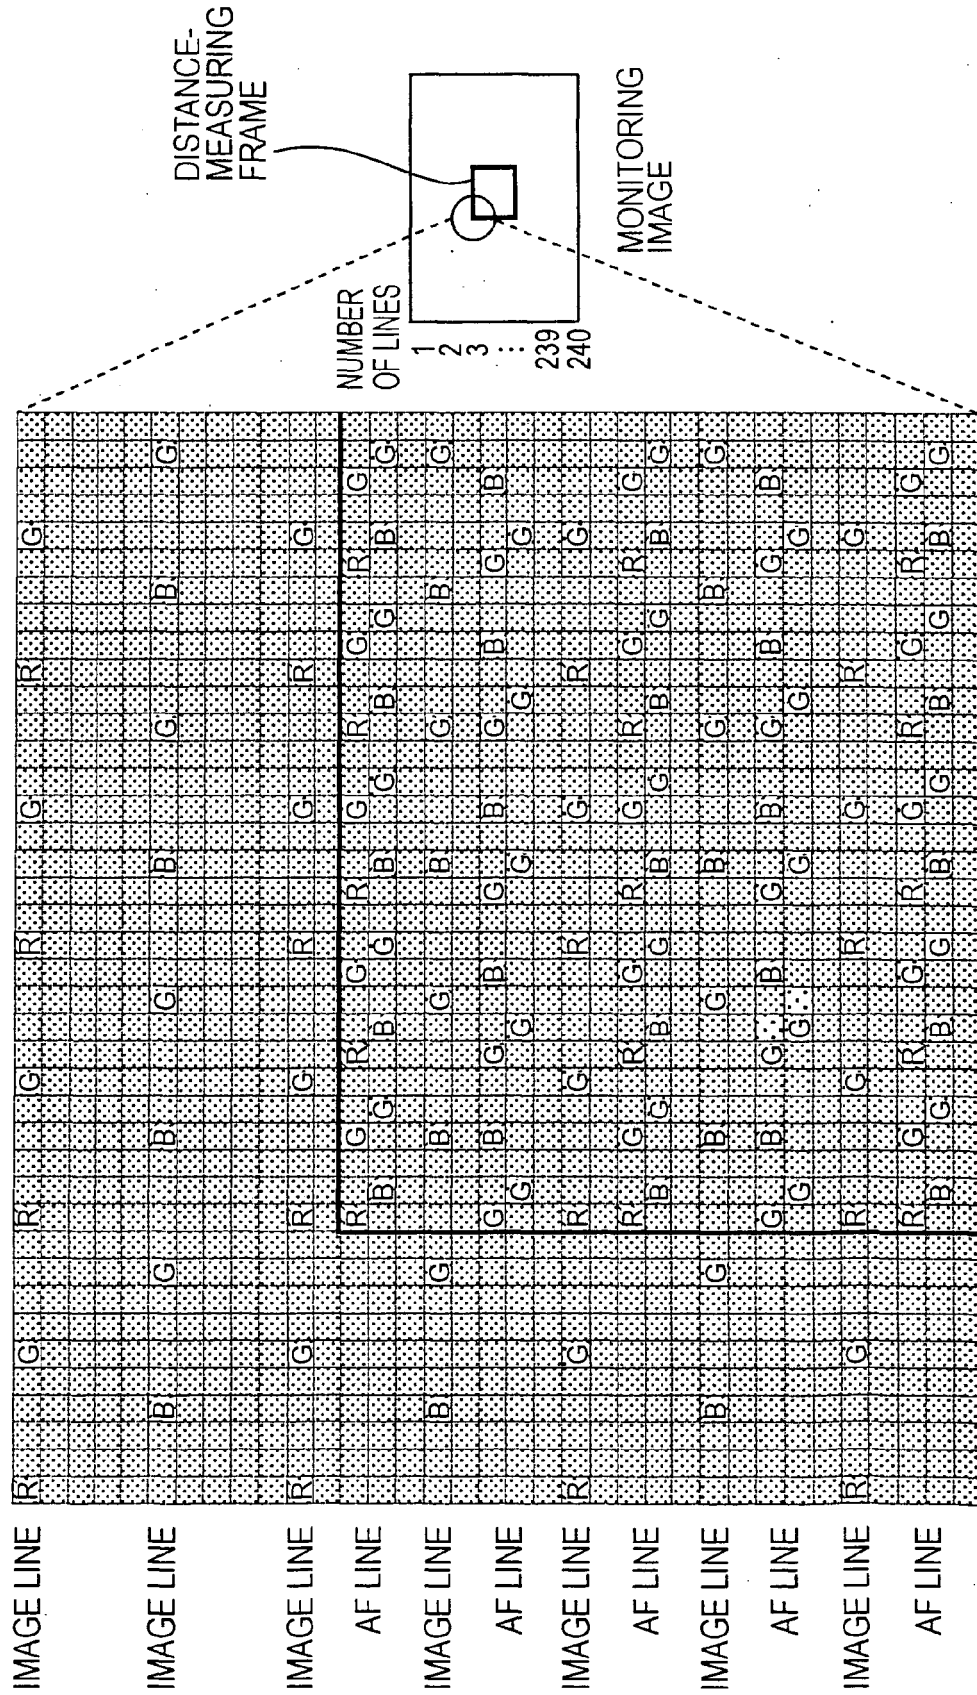 IMAGE LINE R G R G R G R G
IMAGE LINE B G B G B G B G
IMAGE LINE R G R G R G R G
AF LINE R G R G R G R G R G
B G B G B G B G B G
IMAGE LINE B G B G B G B G
AF LINE G B G B G B G B G B
G G G G G
IMAGE LINE R G R G R G R G
AF LINE R G R G R G R G R G
B G B G B G B G B G
IMAGE LINE B G B G B G B G
AF LINE G B G B G B G B G B
G G G G G
IMAGE LINE R G R G R G R G
AF LINE R G R G R G R G R G
B G B G B G B G B G
DISTANCE-
MEASURING
FRAME
NUMBER
OF LINES
1
2
3
:
239
240
MONITORING
IMAGE